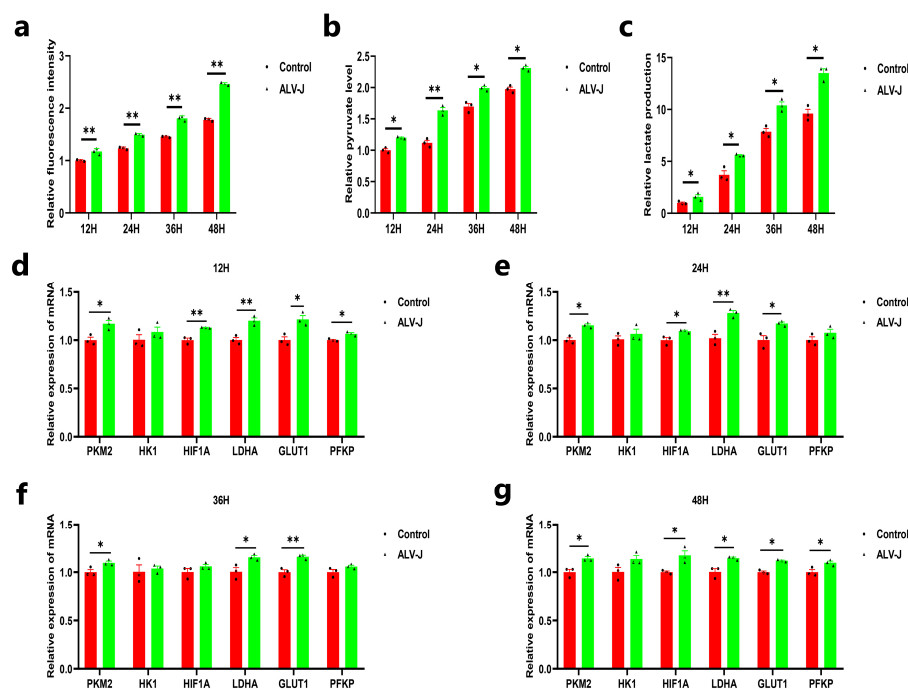 a
Relative fluorescence intensity
3
2
1
0
** ** ** **
12H 24H 36H 48H
Control
ALV-J
b
Relative pyruvate level
2.5
2.0
1.5
1.0
0.5
0.0
* ** * *
12H 24H 36H 48H
Control
ALV-J
c
Relative lactate production
15
10
5
0
* * * *
12H 24H 36H 48H
Control
ALV-J
d
12H
Relative expression of mRNA
1.5
1.0
0.5
0.0
* ** ** * *
PKM2 HK1 HIF1A LDHA GLUT1 PFKP
Control
ALV-J
e
24H
Relative expression of mRNA
1.5
1.0
0.5
0.0
* * ** *
PKM2 HK1 HIF1A LDHA GLUT1 PFKP
Control
ALV-J
f
36H
Relative expression of mRNA
1.5
1.0
0.5
0.0
* * **
PKM2 HK1 HIF1A LDHA GLUT1 PFKP
Control
ALV-J
g
48H
Relative expression of mRNA
1.5
1.0
0.5
0.0
* * * * *
PKM2 HK1 HIF1A LDHA GLUT1 PFKP
Control
ALV-J